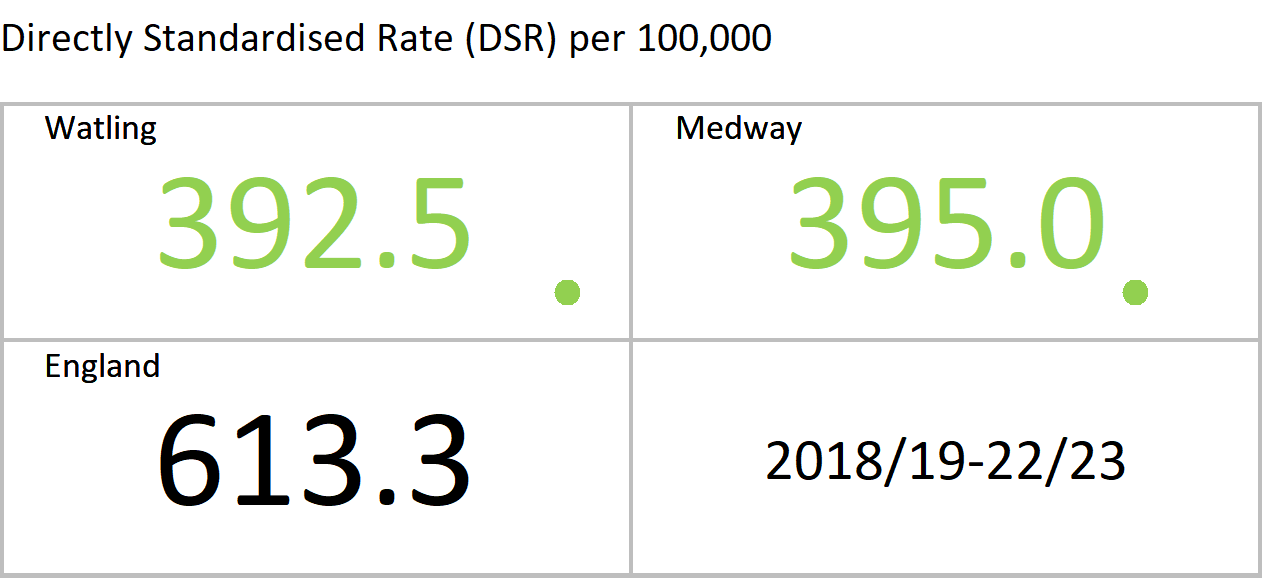 Directly Standardised Rate (DSR) per 100,000
Watling
392.5
Medway
395.0
England
613.3
2018/19-22/23